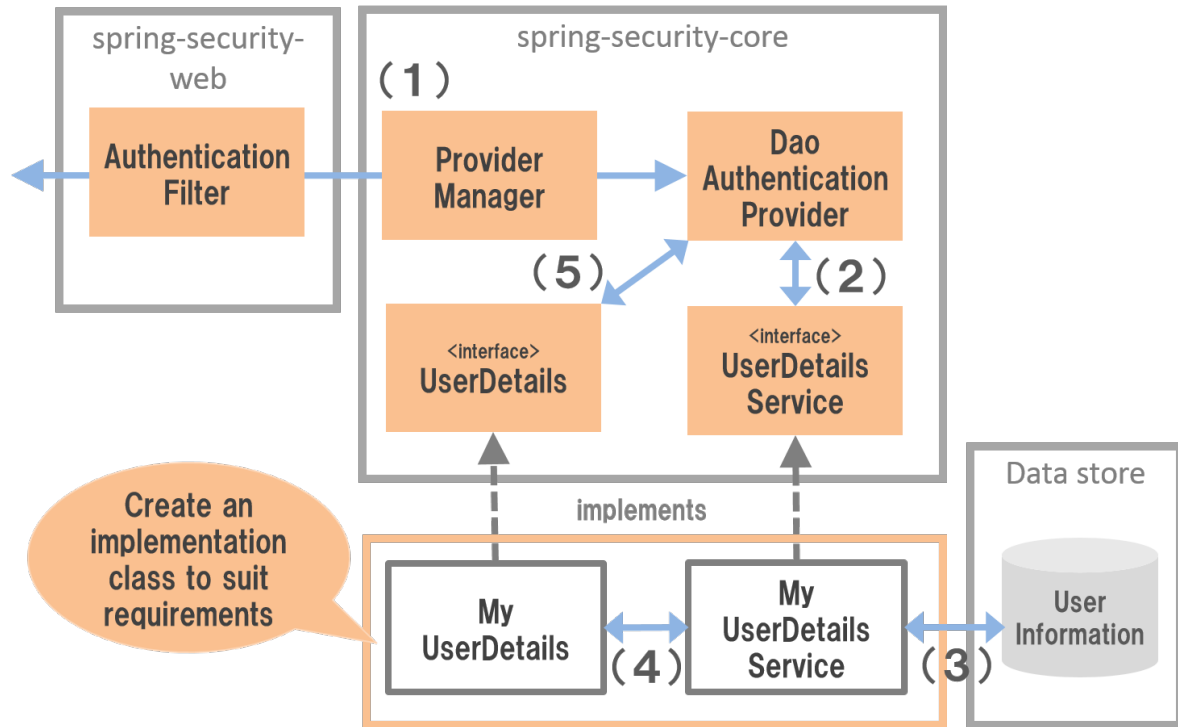 spring-security-
web
Authentication
Filter
spring-security-core
(1)
Provider
Manager
Dao
Authentication
Provider
(5)
(2)
<interface>
UserDetails
<interface>
UserDetails
Service
Create an
implementation
class to suit
requirements
implements
My
UserDetails
(4)
My
UserDetails
Service
(3)
Data store
User
Information